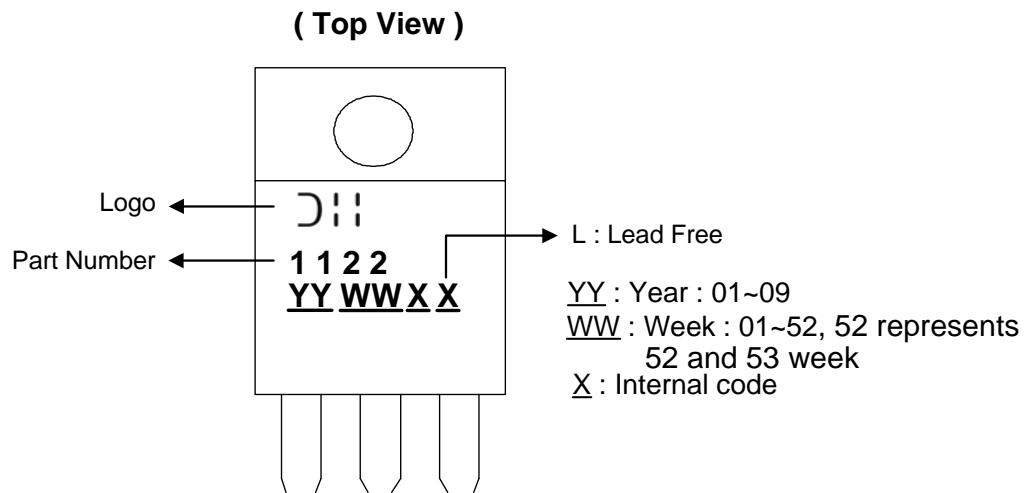 ( Top View )
Logo
Part Number
1 1 2 2
YY WW X X
L : Lead Free
YY : Year : 01~09
WW : Week : 01~52, 52 represents
52 and 53 week
X : Internal code